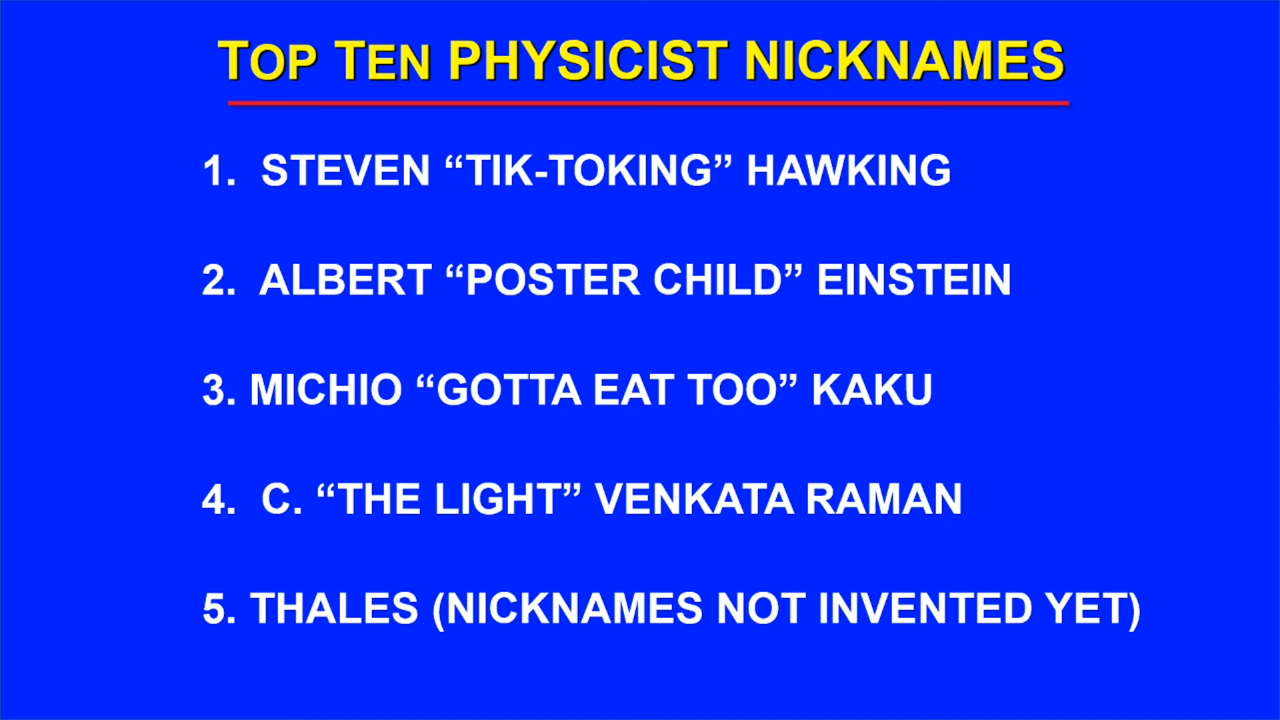 Top Ten PHYSICIST NICKNAMES
1. STEVEN “TIK-TOKING” HAWKING
2. ALBERT “POSTER CHILD” EINSTEIN
3. MICHIO “GOTTA EAT TOO” KAKU
4. C. “THE LIGHT” VENKATA RAMAN
5. THALES (NICKNAMES NOT INVENTED YET)